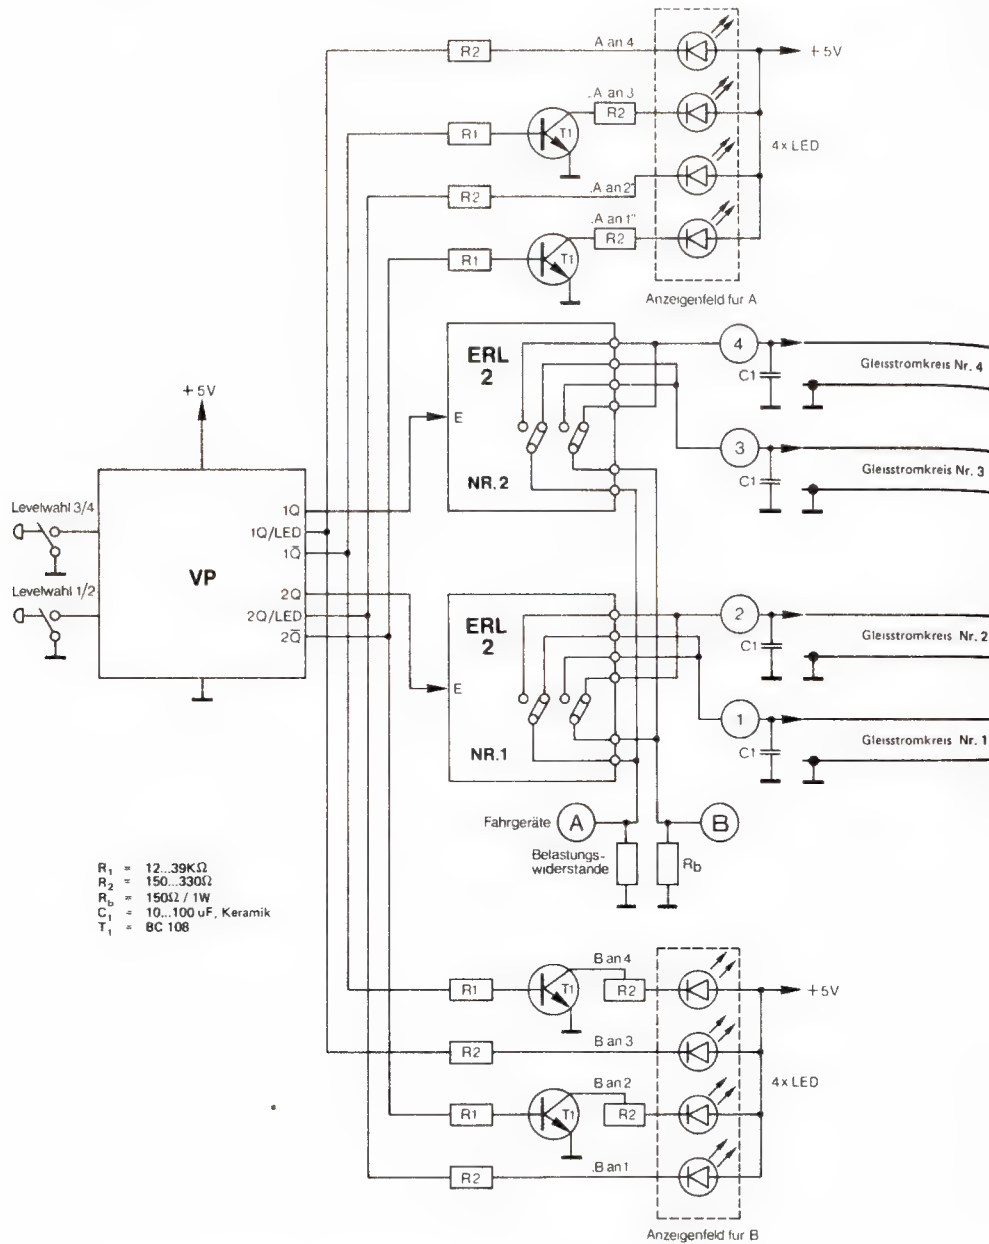 A an 4
R2
+5V
.A an 3
R2
T1
R1
4x LED
.A an 2"
R2
.A an 1"
R2
T1
R1
Anzeigenfeld fur A
ERL
2
E
NR.2
4
C1
Gleisstromkreis Nr. 4
3
C1
Gleisstromkreis Nr. 3
+5V
Levelwahl 3/4
Levelwahl 1/2
VP
1Q
1Q/LED
1Q̅
2Q
2Q/LED
2Q̅
ERL
2
E
NR.1
2
C1
Gleisstromkreis Nr. 2
1
C1
Gleisstromkreis Nr. 1
Fahrgeräte
A
B
Belastungs-
widerstande
Rb
R1 = 12...39KΩ
R2 = 150...330Ω
Rb = 150Ω / 1W
C1 = 10...100 uF, Keramik
T1 = BC 108
B an 4
R1
T1
R2
+5V
B an 3
R2
4x LED
B an 2
R1
T1
R2
.B an 1
R2
Anzeigenfeld fur B